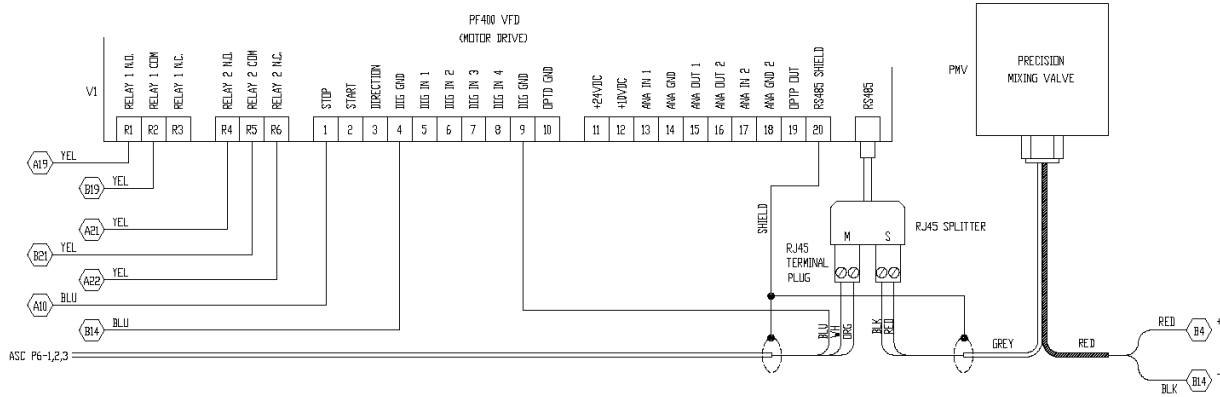 PF400 VFD
(MOTOR DRIVE)
V1
RELAY 1 N.O.
RELAY 1 COM
RELAY 1 N.C.
RELAY 2 N.O.
RELAY 2 COM
RELAY 2 N.C.
STOP
START
DIRECTION
DIG GND
DIG IN 1
DIG IN 2
DIG IN 3
DIG IN 4
DIG GND
OPTO GND
+24VDC
+10VDC
ANA IN 1
ANA GND
ANA OUT 1
ANA OUT 2
ANA IN 2
ANA GND 2
OPTP OUT
RS485 SHIELD
RS485
R1 R2 R3 R4 R5 R6 1 2 3 4 5 6 7 8 9 10 11 12 13 14 15 16 17 18 19 20
PMV
PRECISION
MIXING VALVE
A19 YEL
B19 YEL
A21 YEL
B21 YEL
A22 YEL
A10 BLU
B14 BLU
ASC P6-1,2,3
SHIELD
RJ45
TERMINAL
PLUG
M S
RJ45 SPLITTER
BLU
WH
ORG
BLK
RED
GREY
RED
RED B4 +
BLK B14 -